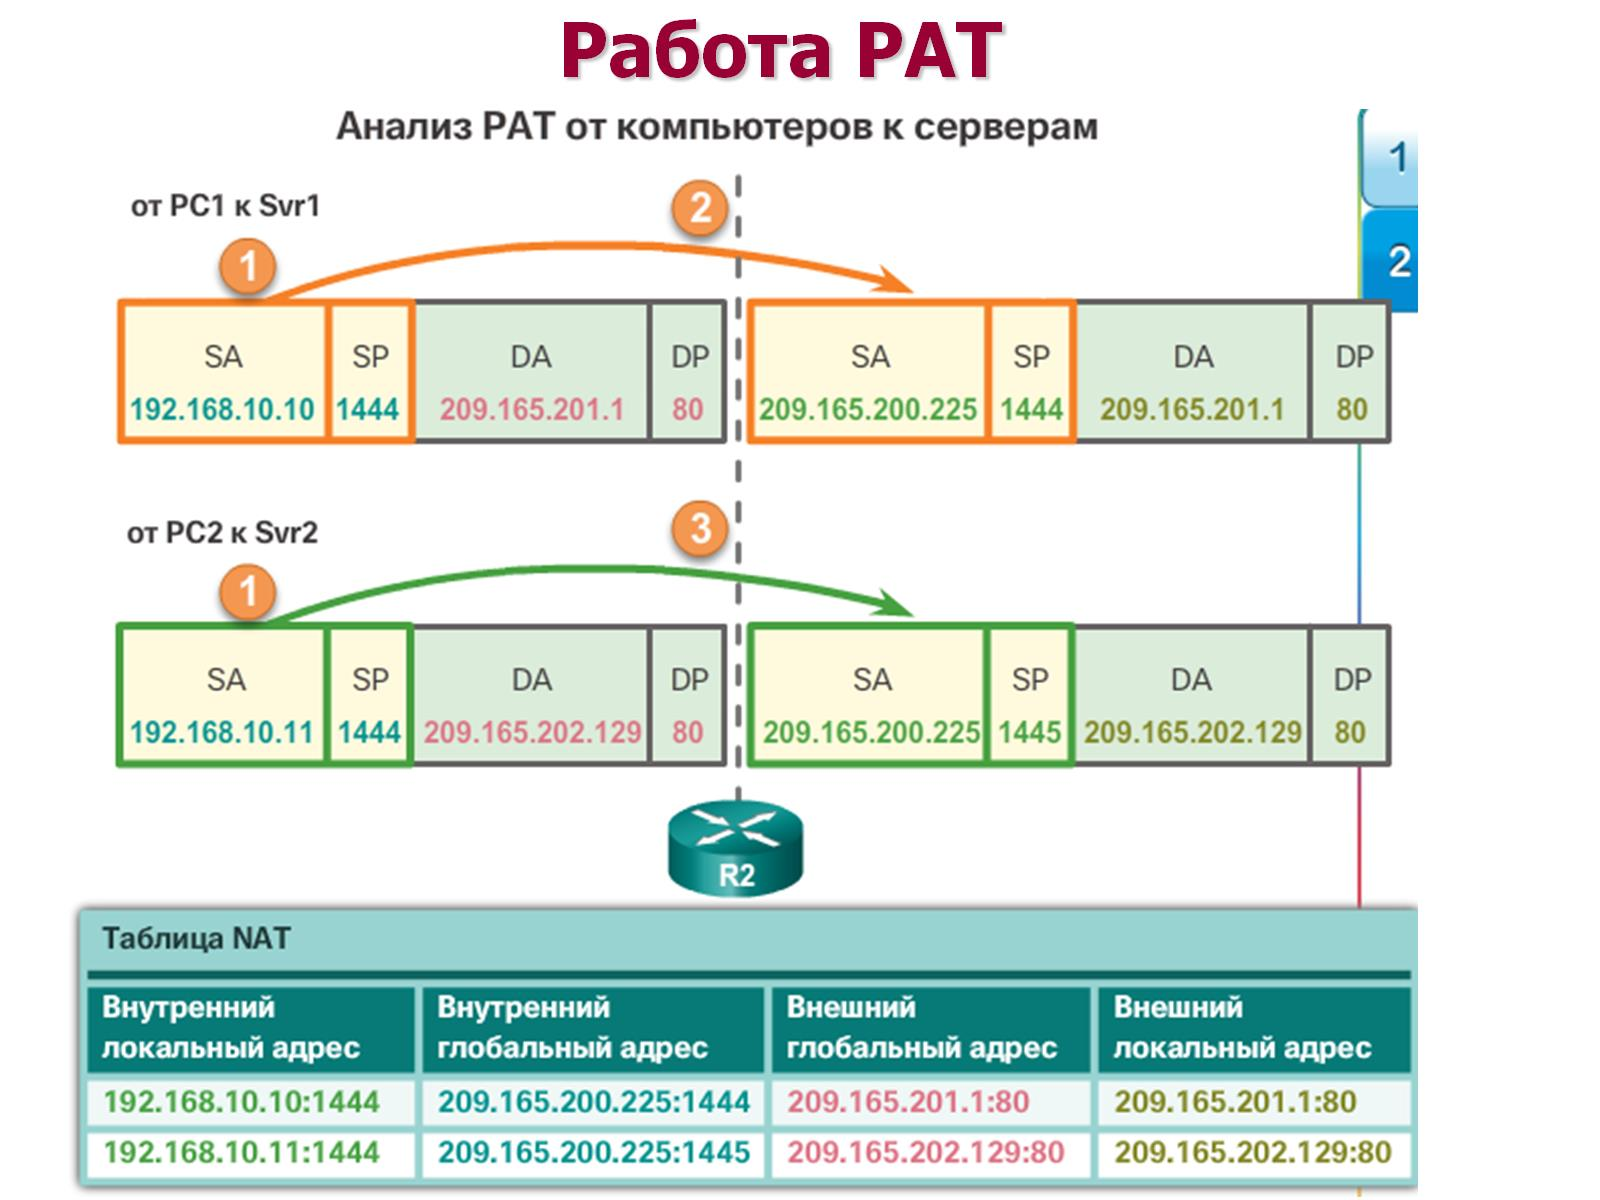 Работа PAT
Анализ PAT от компьютеров к серверам
1
2
от PC1 к Svr1
2
1
SA SP DA DP SA SP DA DP
192.168.10.10 1444 209.165.201.1 80 209.165.200.225 1444 209.165.201.1 80
от PC2 к Svr2
3
1
SA SP DA DP SA SP DA DP
192.168.10.11 1444 209.165.202.129 80 209.165.200.225 1445 209.165.202.129 80
R2
Таблица NAT
Внутренний локальный адрес
Внутренний глобальный адрес
Внешний глобальный адрес
Внешний локальный адрес
192.168.10.10:1444 209.165.200.225:1444 209.165.201.1:80 209.165.201.1:80
192.168.10.11:1444 209.165.200.225:1445 209.165.202.129:80 209.165.202.129:80